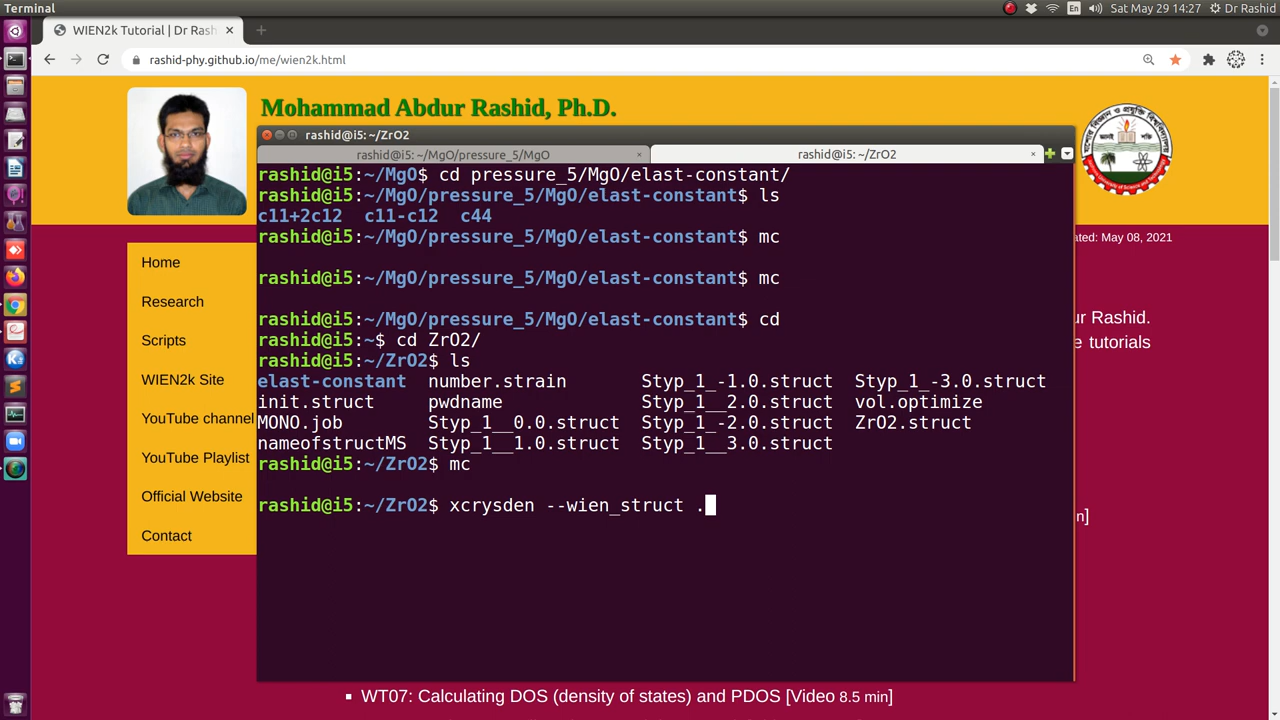 Terminal
En
Sat May 29 14:27
Dr Rashid
WIEN2k Tutorial | Dr Rash
rashid-phy.github.io/me/wien2k.html
Mohammad Abdur Rashid, Ph.D.
rashid@i5: ~/ZrO2
rashid@i5: ~/MgO/pressure_5/MgO
rashid@i5: ~/ZrO2
rashid@i5:~/MgO$ cd pressure_5/MgO/elast-constant/
rashid@i5:~/MgO/pressure_5/MgO/elast-constant$ ls
c11+2c12 c11-c12 c44
rashid@i5:~/MgO/pressure_5/MgO/elast-constant$ mc
rashid@i5:~/MgO/pressure_5/MgO/elast-constant$ mc
rashid@i5:~/MgO/pressure_5/MgO/elast-constant$ cd
rashid@i5:~$ cd ZrO2/
rashid@i5:~/ZrO2$ ls
elast-constant number.strain Styp_1_-1.0.struct Styp_1_-3.0.struct
init.struct pwdname Styp_1__2.0.struct vol.optimize
MONO.job Styp_1__0.0.struct Styp_1_-2.0.struct ZrO2.struct
nameofstructMS Styp_1__1.0.struct Styp_1__3.0.struct
rashid@i5:~/ZrO2$ mc
rashid@i5:~/ZrO2$ xcrysden --wien_struct .
Home
Research
Scripts
WIEN2k Site
YouTube channel
YouTube Playlist
Official Website
Contact
ated: May 08, 2021
ur Rashid.
e tutorials
n]
WT07: Calculating DOS (density of states) and PDOS [Video 8.5 min]